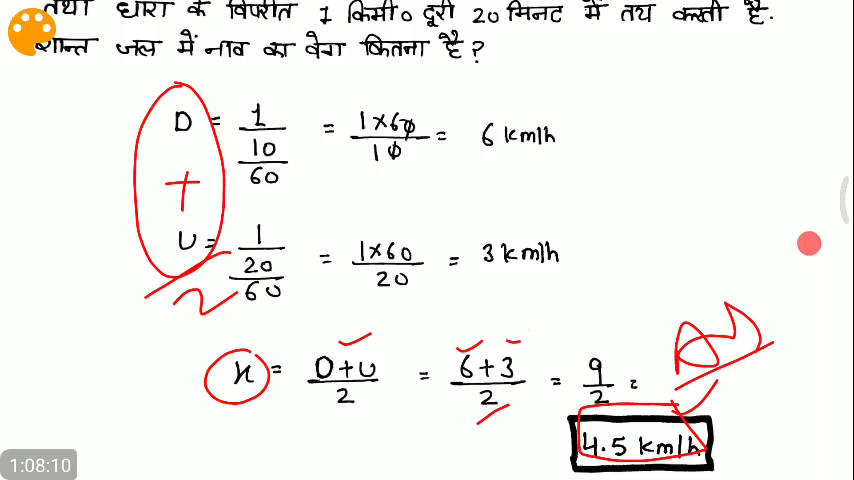 तथा धारा के विपरीत 1 किमी० दूरी 20 मिनट में तय करती है.
शान्त जल में नाव का वेग कितना है?
D = 1/(10/60) = 1×60/10 = 6 km/h
+
U = 1/(20/60) = 1×60/20 = 3 km/h
x = D+U/2 = 6+3/2 = 9/2 =
4.5 km/h
1:08:10